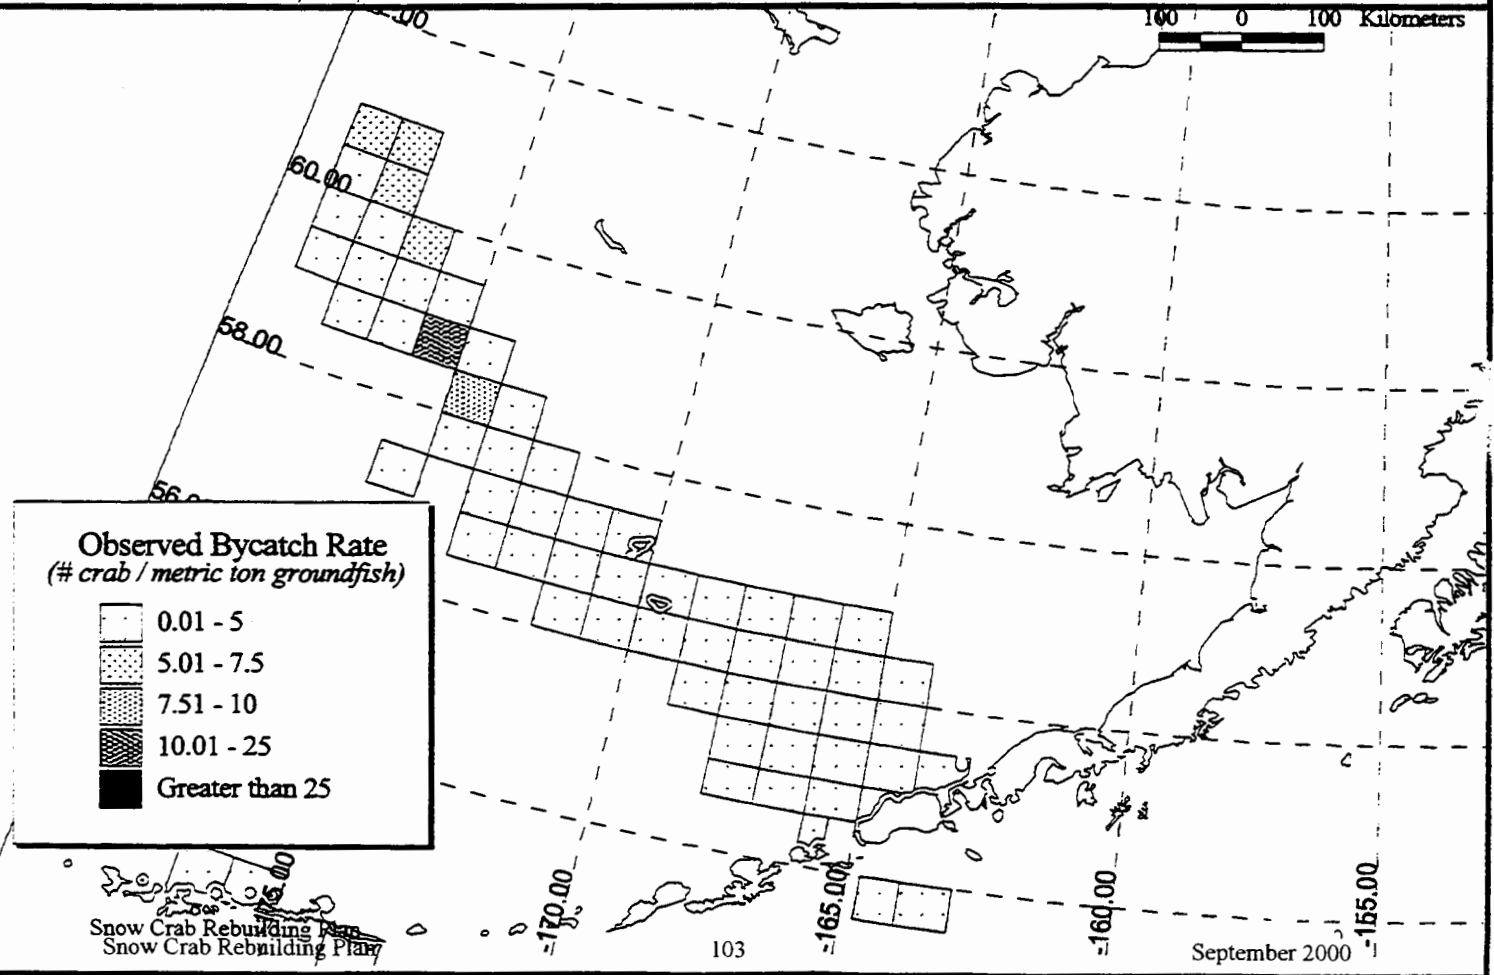 100 0 100 Kilometers
60.00
58.00
Observed Bycatch Rate
(# crab / metric ton groundfish)
0.01 - 5
5.01 - 7.5
7.51 - 10
10.01 - 25
Greater than 25
-170.00
-165.00
-160.00
-155.00
Snow Crab Rebuilding Plan
Snow Crab Rebuilding Plan
103
September 2000